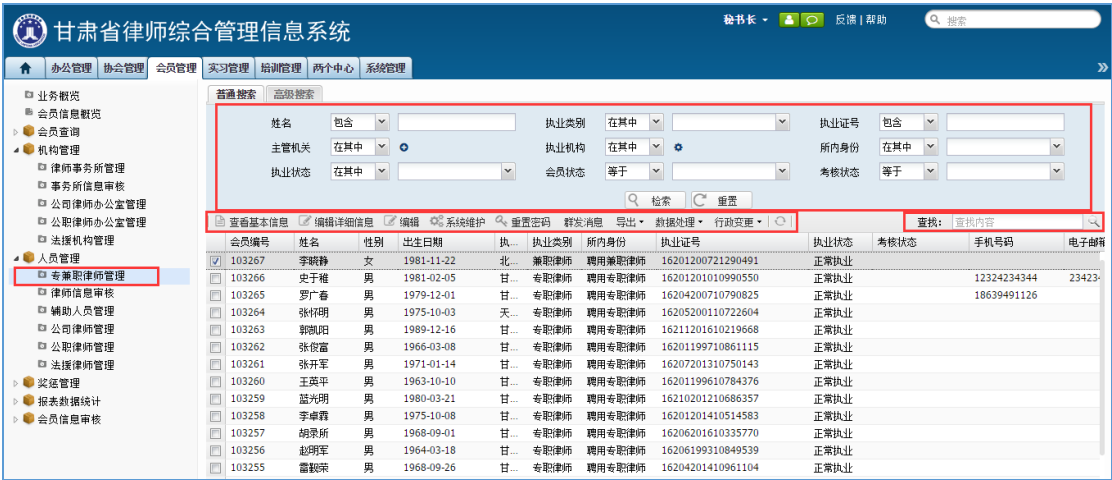 甘肃省律师综合管理信息系统
秘书长 反馈 | 帮助 搜索
办公管理 协会管理 会员管理 实习管理 培训管理 两个中心 系统管理
业务概览
会员信息概览
会员查询
机构管理
律师事务所管理
事务所信息审核
公司律师办公室管理
公职律师办公室管理
法援机构管理
人员管理
专兼职律师管理
律师信息审核
辅助人员管理
公司律师管理
公职律师管理
法援律师管理
奖惩管理
报表数据统计
会员信息审核
普通搜索 高级搜索
姓名 包含 执业类别 在其中 执业证号 包含
主管机关 在其中 执业机构 在其中 所内身份 在其中
执业状态 在其中 会员状态 等于 考核状态 等于
检索 重置
查看基本信息 编辑详细信息 编辑 系统维护 重置密码 群发消息 导出 数据处理 行政变更 查找: 查找内容
会员编号 姓名 性别 出生日期 执... 执业类别 所内身份 执业证号 执业状态 考核状态 手机号码 电子邮箱
103267 李晓静 女 1981-11-22 北... 兼职律师 聘用兼职律师 16201200721290491 正常执业
103266 史于稚 男 1981-02-05 甘... 专职律师 聘用专职律师 16201201010990550 正常执业 12324234344 23423
103265 罗广春 男 1979-12-01 甘... 专职律师 聘用专职律师 16204200710790825 正常执业 18639491126
103264 张怀明 男 1975-10-03 天... 专职律师 聘用专职律师 16205200110722604 正常执业
103263 郭凯阳 男 1989-12-16 甘... 专职律师 聘用专职律师 16211201610219668 正常执业
103262 张俊富 男 1966-03-08 甘... 专职律师 聘用专职律师 16201199710861115 正常执业
103261 张开军 男 1971-01-14 甘... 专职律师 聘用专职律师 16207201310750143 正常执业
103260 王英平 男 1963-10-10 甘... 专职律师 聘用专职律师 16201199610784376 正常执业
103259 蓝光明 男 1980-03-21 甘... 专职律师 聘用专职律师 16210201210686357 正常执业
103258 李卓霖 男 1975-10-08 甘... 专职律师 聘用专职律师 16201201410514583 正常执业
103257 胡录所 男 1968-09-01 甘... 专职律师 聘用专职律师 16206201610335770 正常执业
103256 赵明军 男 1964-03-18 甘... 专职律师 聘用专职律师 16206199310849539 正常执业
103255 雷觐荣 男 1968-09-26 甘... 专职律师 聘用专职律师 16204201410961104 正常执业